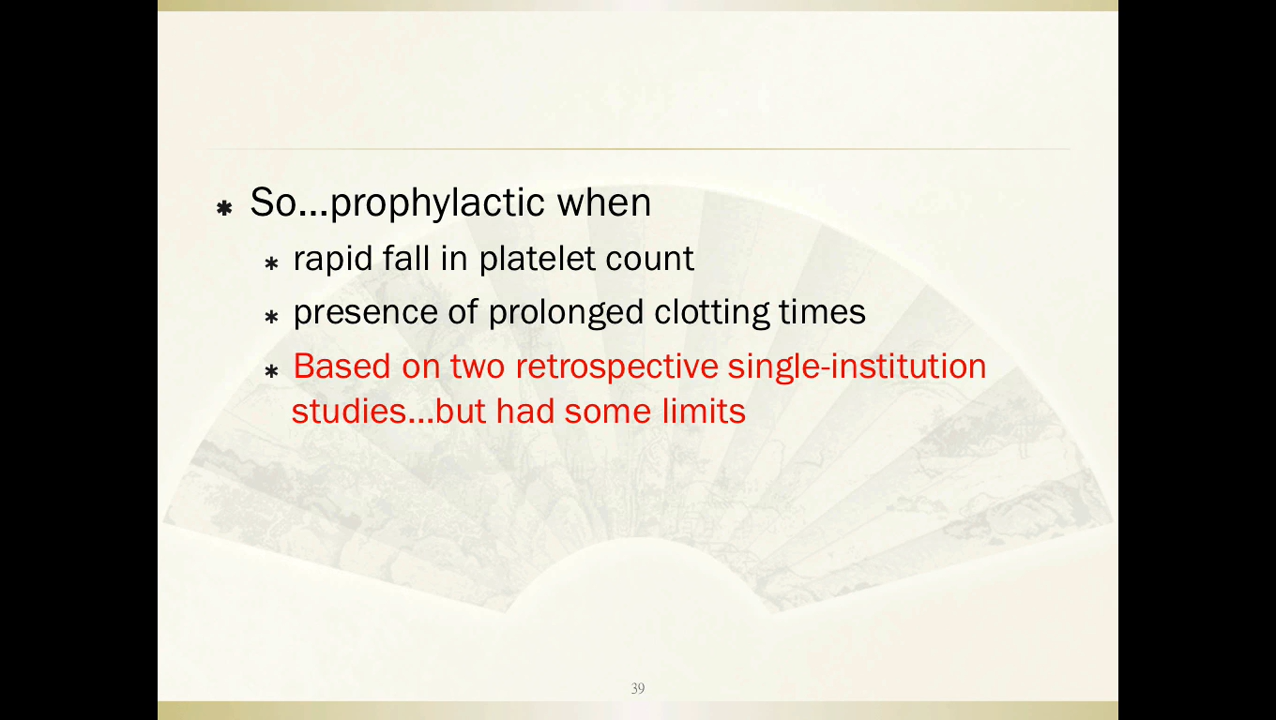 So...prophylactic when
rapid fall in platelet count
presence of prolonged clotting times
Based on two retrospective single-institution
studies...but had some limits
39